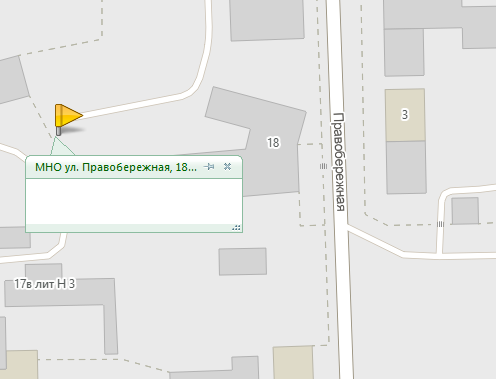 3
18
Правобережная
МНО ул. Правобережная, 18...
17в лит Н 3